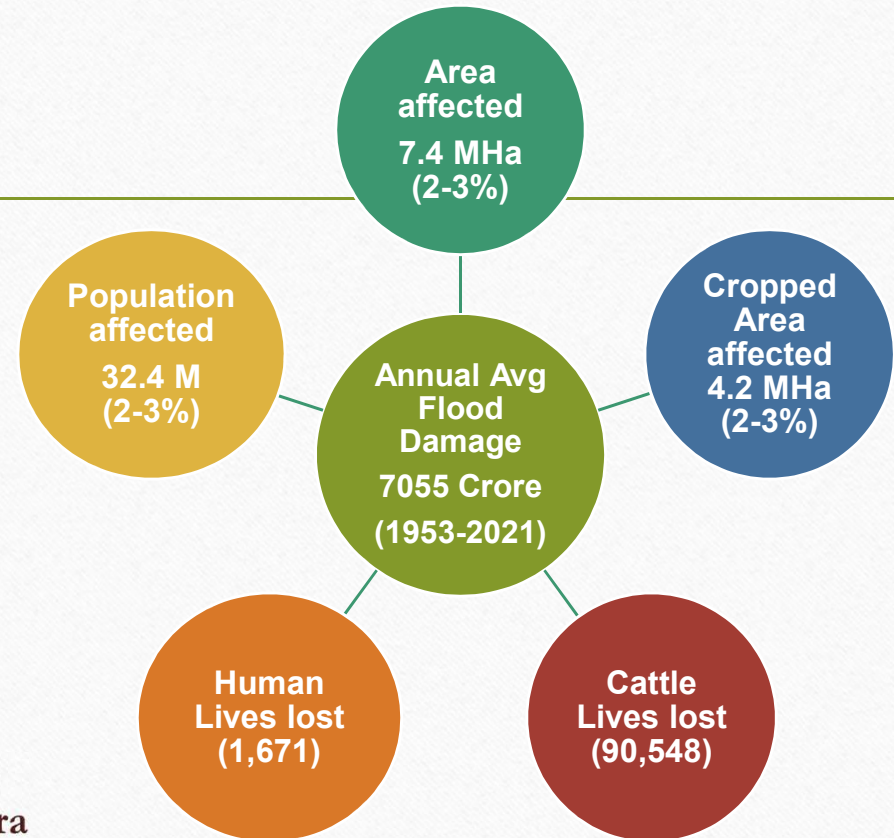 Area
affected
7.4 MHa
(2-3%)
Population
affected
32.4 M
(2-3%)
Cropped
Area
affected
4.2 MHa
(2-3%)
Annual Avg
Flood
Damage
7055 Crore
(1953-2021)
Human
Lives lost
(1,671)
Cattle
Lives lost
(90,548)
ra